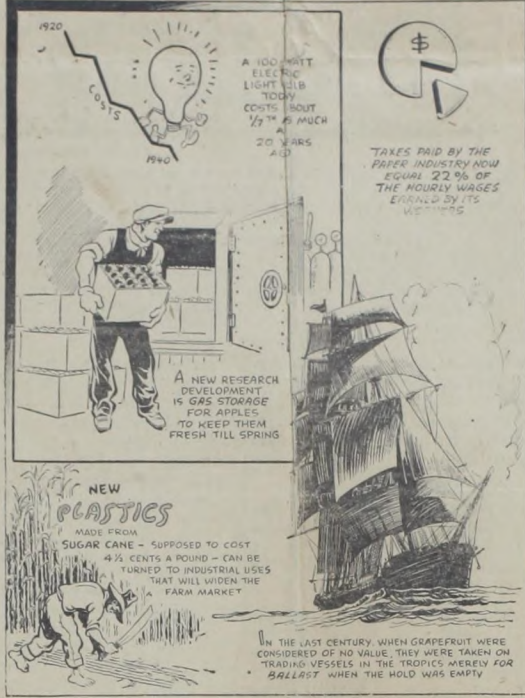 1920
COSTS
1940
A 100 WATT
ELECTRIC
LIGHT BULB
TODAY
COSTS ABOUT
1/7TH AS MUCH
AS
20 YEARS
AGO
$
TAXES PAID BY THE
PAPER INDUSTRY NOW
EQUAL 22% OF
THE HOURLY WAGES
EARNED BY ITS
WORKERS
A NEW RESEARCH
DEVELOPMENT
IS GAS STORAGE
FOR APPLES
TO KEEP THEM
FRESH TILL SPRING
NEW
PLASTICS
MADE FROM
SUGAR CANE – SUPPOSED TO COST
4½ CENTS A POUND – CAN BE
TURNED TO INDUSTRIAL USES
THAT WILL WIDEN THE
FARM MARKET
IN THE LAST CENTURY, WHEN GRAPEFRUIT WERE
CONSIDERED OF NO VALUE, THEY WERE TAKEN ON
TRADING VESSELS IN THE TROPICS MERELY FOR
BALLAST WHEN THE HOLD WAS EMPTY